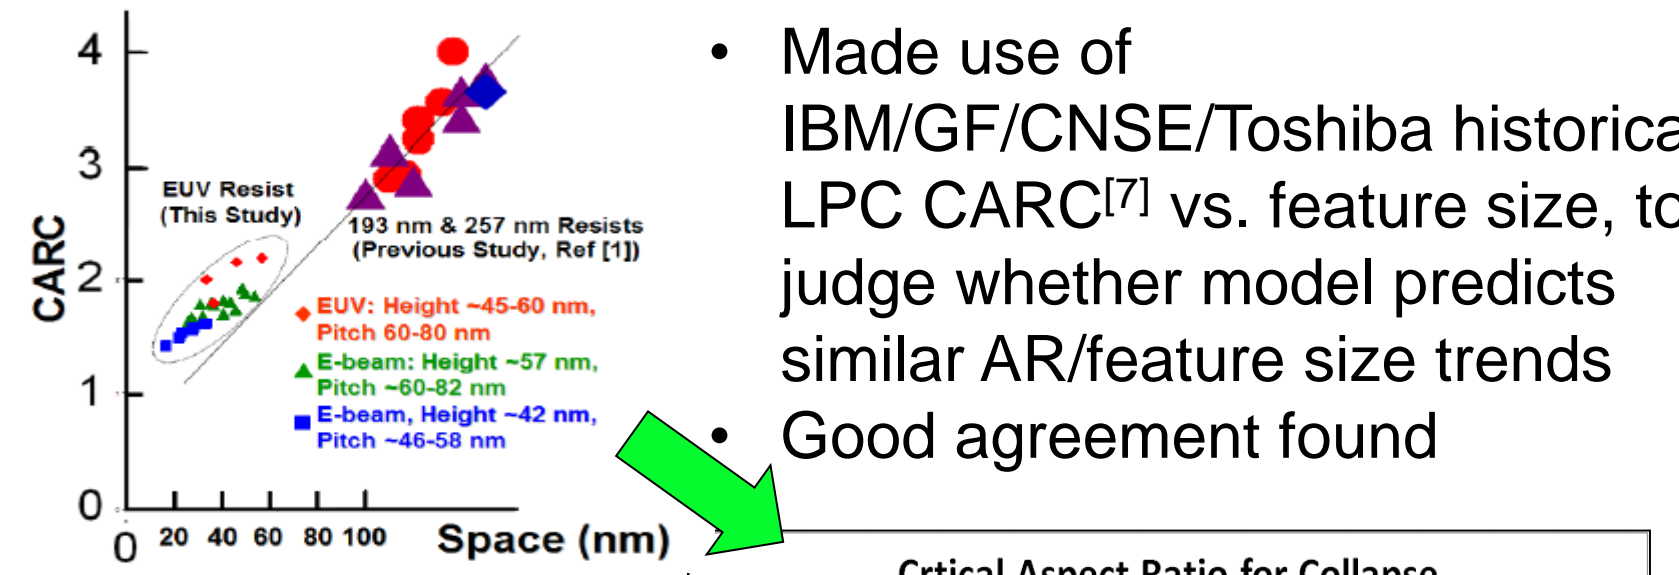 4
3
2
1
0
CARC
EUV Resist
(This Study)
193 nm & 257 nm Resists
(Previous Study, Ref [1])
EUV: Height ~45-60 nm,
Pitch 60-80 nm
E-beam: Height ~57 nm,
Pitch ~60-82 nm
E-beam, Height ~42 nm,
Pitch ~46-58 nm
0 20 40 60 80 100 Space (nm)
• Made use of
IBM/GF/CNSE/Toshiba historica
LPC CARC[7] vs. feature size, to
judge whether model predicts
similar AR/feature size trends
• Good agreement found
Crtical Aspect Ratio for Collapse